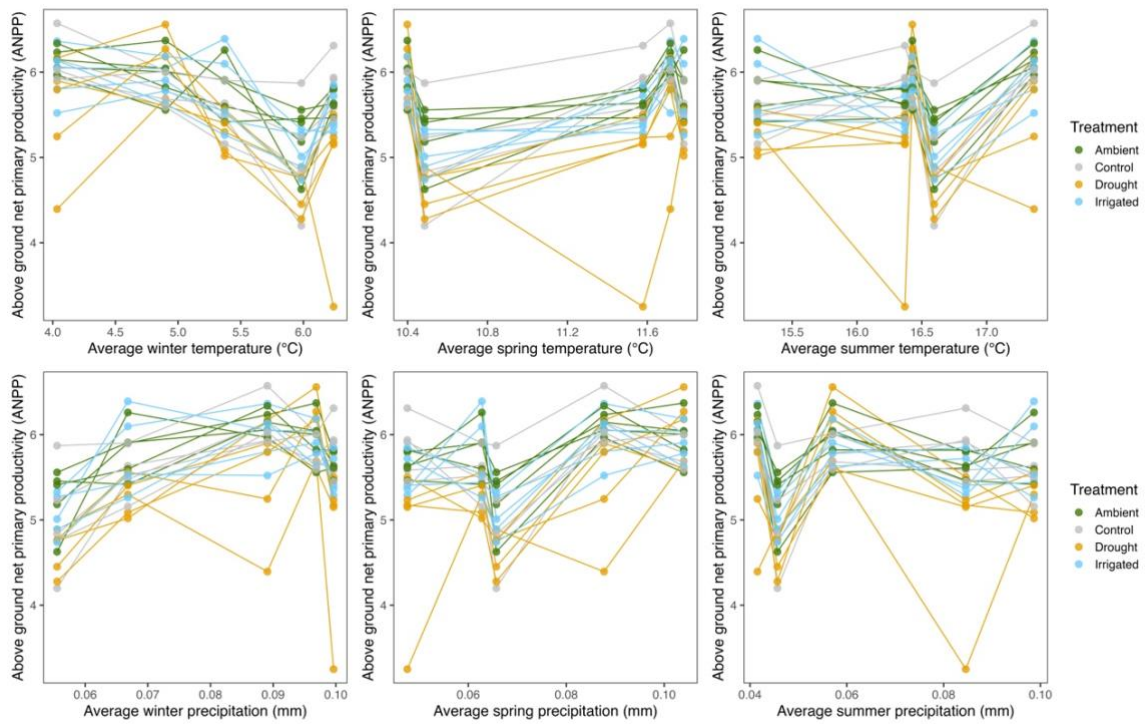 Above ground net primary productivity (ANPP)
6
5
4
4.0 4.5 5.0 5.5 6.0
Average winter temperature (°C)
Above ground net primary productivity (ANPP)
6
5
4
10.4 10.8 11.2 11.6
Average spring temperature (°C)
Above ground net primary productivity (ANPP)
6
5
4
15.5 16.0 16.5 17.0
Average summer temperature (°C)
Treatment
Ambient
Control
Drought
Irrigated
Above ground net primary productivity (ANPP)
6
5
4
0.06 0.07 0.08 0.09 0.10
Average winter precipitation (mm)
Above ground net primary productivity (ANPP)
6
5
4
0.06 0.08 0.10
Average spring precipitation (mm)
Above ground net primary productivity (ANPP)
6
5
4
0.04 0.06 0.08 0.10
Average summer precipitation (mm)
Treatment
Ambient
Control
Drought
Irrigated